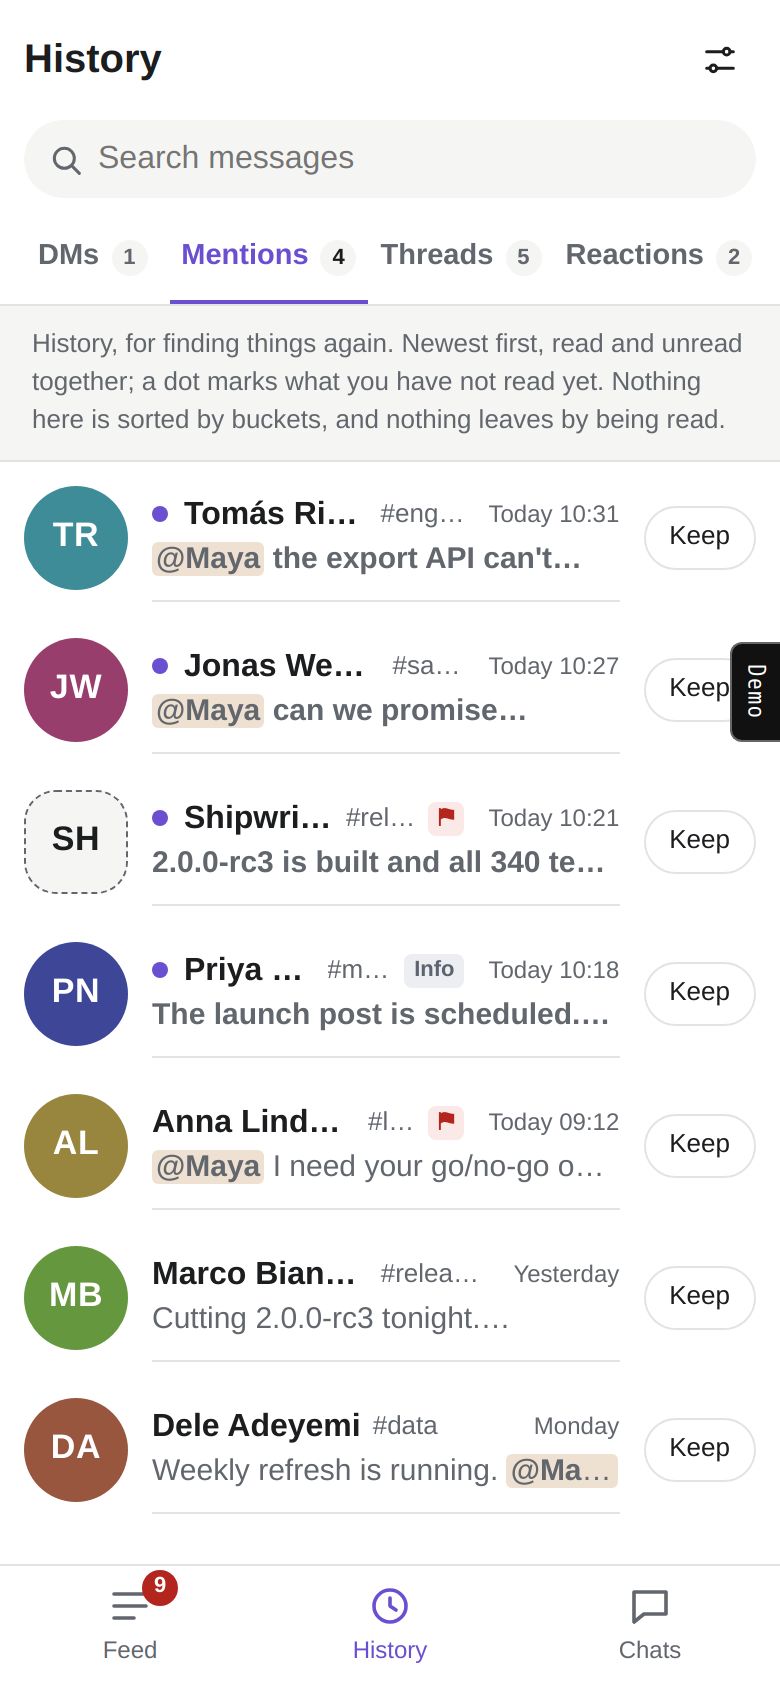 History
Search messages
DMs 1 Mentions 4 Threads 5 Reactions 2
History, for finding things again. Newest first, read and unread
together; a dot marks what you have not read yet. Nothing
here is sorted by buckets, and nothing leaves by being read.
TR Tomás Ri… #eng… Today 10:31 Keep
@Maya the export API can't…
JW Jonas We… #sa… Today 10:27 Keep
@Maya can we promise…
Demo
SH Shipwri… #rel… Today 10:21 Keep
2.0.0-rc3 is built and all 340 te…
PN Priya … #m… Info Today 10:18 Keep
The launch post is scheduled.…
AL Anna Lind… #l… Today 09:12 Keep
@Maya I need your go/no-go o…
MB Marco Bian… #relea… Yesterday Keep
Cutting 2.0.0-rc3 tonight.…
DA Dele Adeyemi #data Monday Keep
Weekly refresh is running. @Ma…
9
Feed History Chats